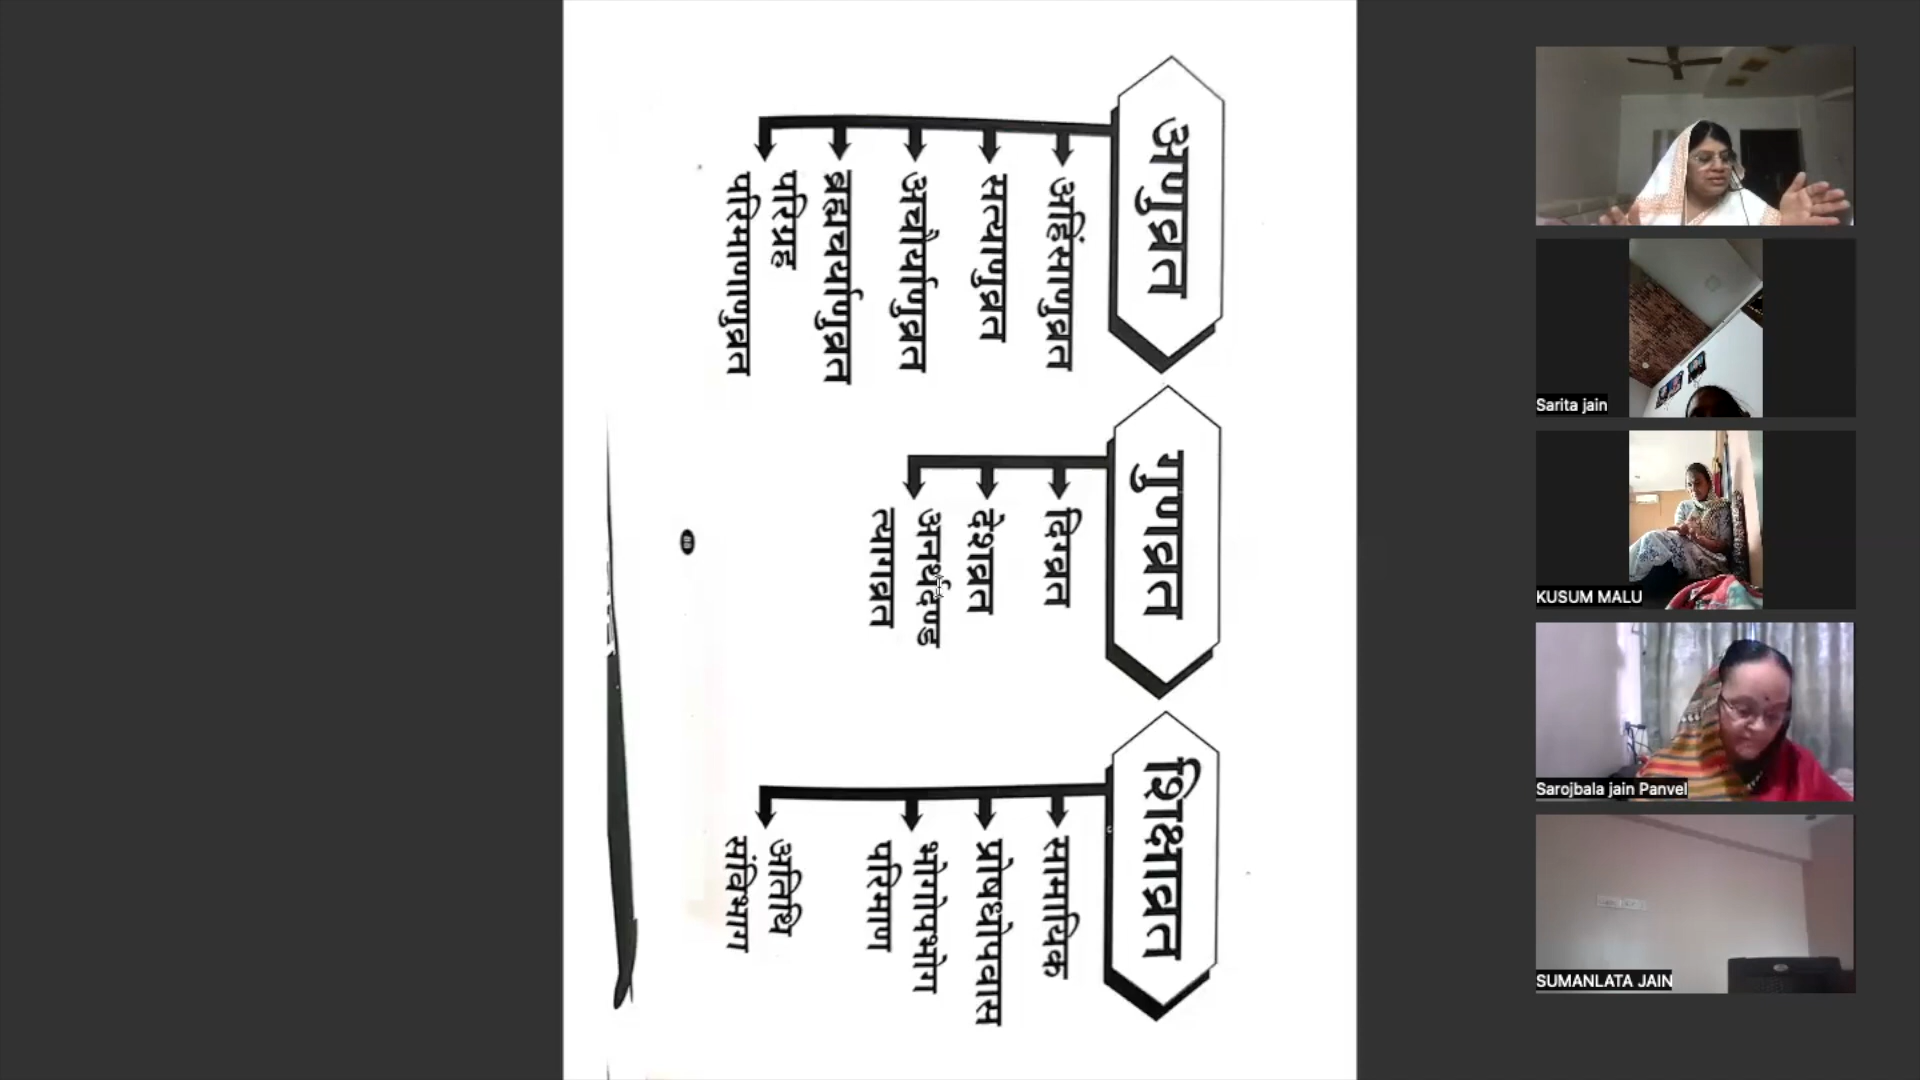 अणुव्रत
अहिंसाणुव्रत
सत्याणुव्रत
अचौर्याणुव्रत
ब्रह्मचर्याणुव्रत
परिग्रह
परिमाणाणुव्रत
गुणव्रत
दिग्व्रत
देशव्रत
अनर्थदण्ड
त्यागव्रत
शिक्षाव्रत
सामायिक
प्रोषधोपवास
भोगोपभोग
परिमाण
अतिथि
संविभाग
Sarita jain
KUSUM MALU
Sarojbala jain Panvel
SUMANLATA JAIN